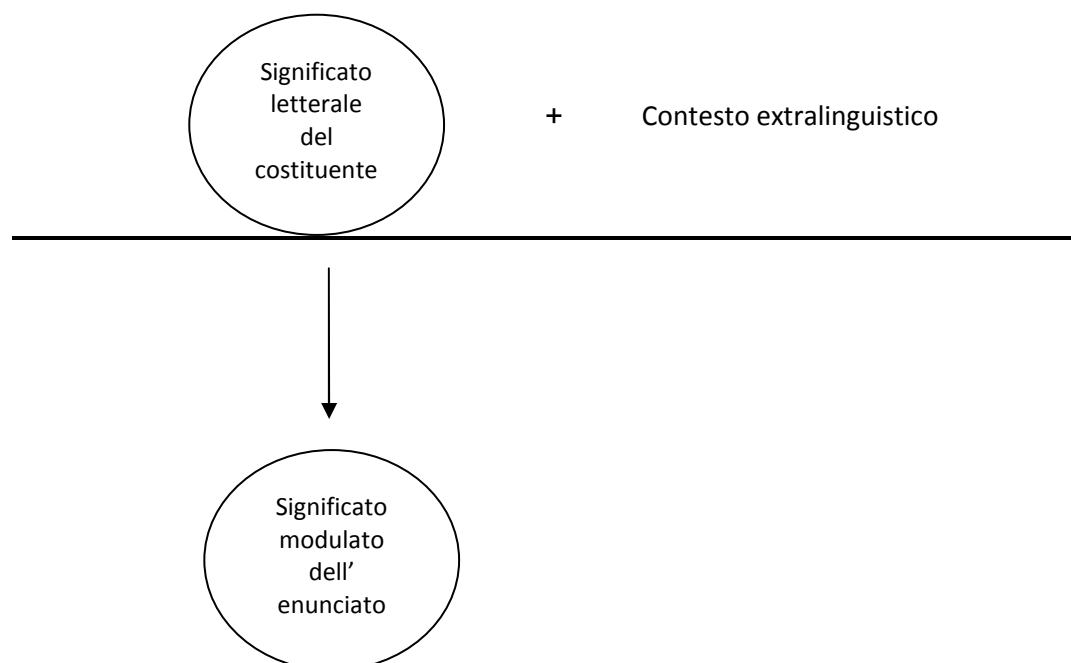 Significato
letterale
del
costituente
+ Contesto extralinguistico
Significato
modulato
dell'
enunciato